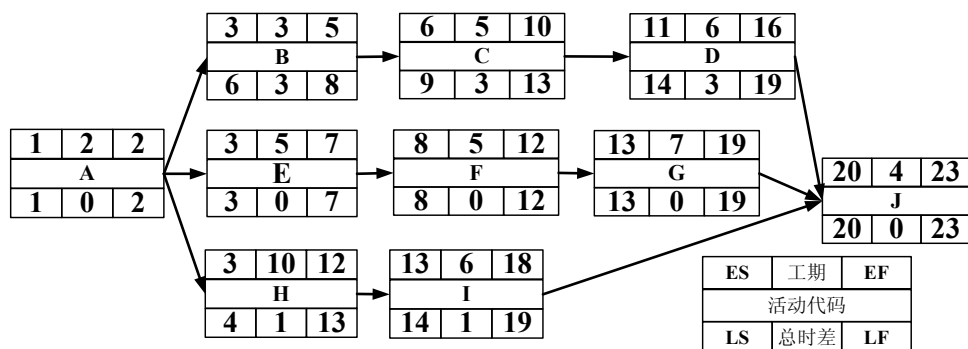 3 3 5
B
6 3 8
6 5 10
C
9 3 13
11 6 16
D
14 3 19
1 2 2
A
1 0 2
3 5 7
E
3 0 7
8 5 12
F
8 0 12
13 7 19
G
13 0 19
20 4 23
J
20 0 23
3 10 12
H
4 1 13
13 6 18
I
14 1 19
ES 工期 EF
活动代码
LS 总时差 LF